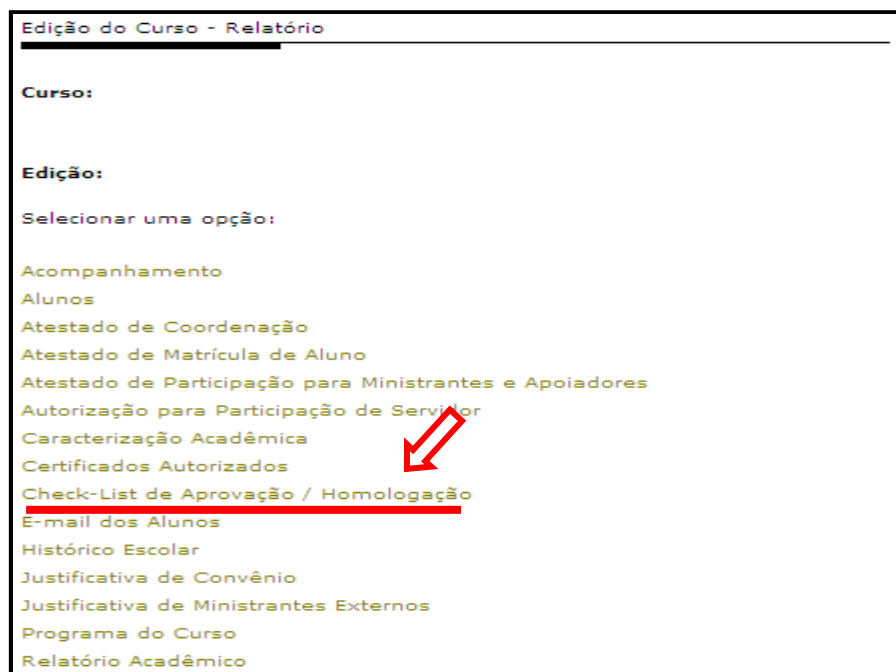 Edição do Curso - Relatório
Curso:
Edição:
Selecionar uma opção:
Acompanhamento
Alunos
Atestado de Coordenação
Atestado de Matrícula de Aluno
Atestado de Participação para Ministrantes e Apoiadores
Autorização para Participação de Servidor
Caracterização Acadêmica
Certificados Autorizados
Check-List de Aprovação / Homologação
E-mail dos Alunos
Histórico Escolar
Justificativa de Convênio
Justificativa de Ministrantes Externos
Programa do Curso
Relatório Acadêmico